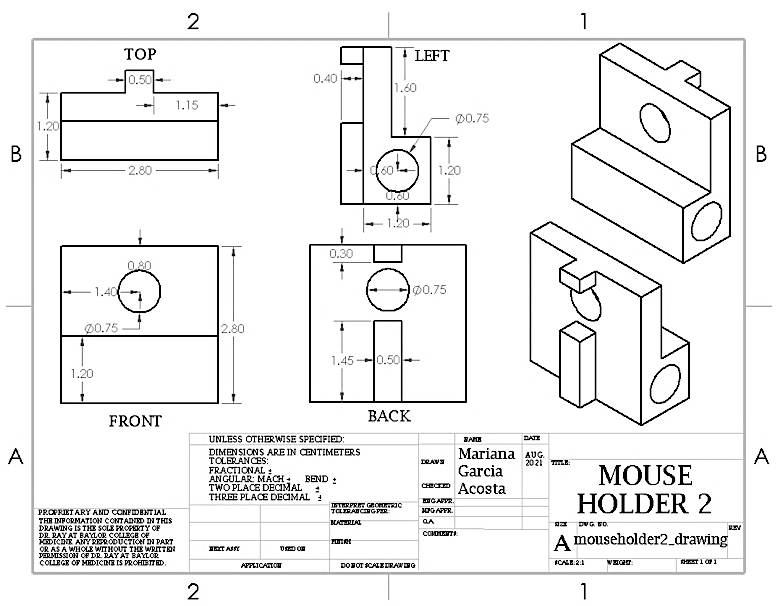 2
1
TOP
LEFT
0.50
1.15
1.20
2.80
0.40
1.60
Ø0.75
0.60
0.60
1.20
1.20
B
B
0.80
1.40
Ø0.75
2.80
1.20
FRONT
0.30
Ø0.75
1.45
0.50
BACK
A
A
UNLESS OTHERWISE SPECIFIED:
DIMENSIONS ARE IN CENTIMETERS
TOLERANCES:
FRACTIONAL ±
ANGULAR: MACH ± BEND ±
TWO PLACE DECIMAL ±
THREE PLACE DECIMAL ±
INTERPRET GEOMETRIC
TOLERANCING PER:
MATERIAL
FINISH
NEXT ASSY
USED ON
APPLICATION
DO NOT SCALE DRAWING
PROPRIETARY AND CONFIDENTIAL
THE INFORMATION CONTAINED IN THIS
DRAWING IS THE SOLE PROPERTY OF
DR. RAY AT BAYLOR COLLEGE OF
MEDICINE. ANY REPRODUCTION IN PART
OR AS A WHOLE WITHOUT THE WRITTEN
PERMISSION OF DR. RAY AT BAYLOR
COLLEGE OF MEDICINE IS PROHIBITED.
NAME
DATE
DRAWN
Mariana
Garcia
Acosta
AUG.
2021
CHECKED
ENG APPR.
MFG APPR.
Q.A.
COMMENTS:
TITLE:
MOUSE
HOLDER 2
SIZE
DWG. NO.
REV
A
mouseholder2_drawing
SCALE: 2:1
WEIGHT:
SHEET 1 OF 1
2
1